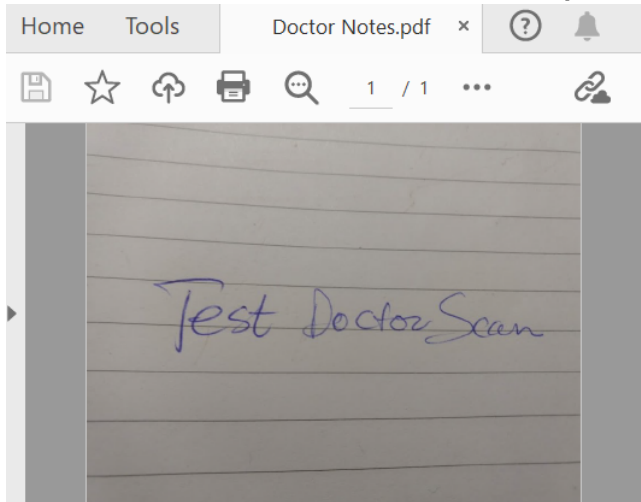 Home Tools Doctor Notes.pdf × ?
1 / 1 •••
Test Doctor Scan